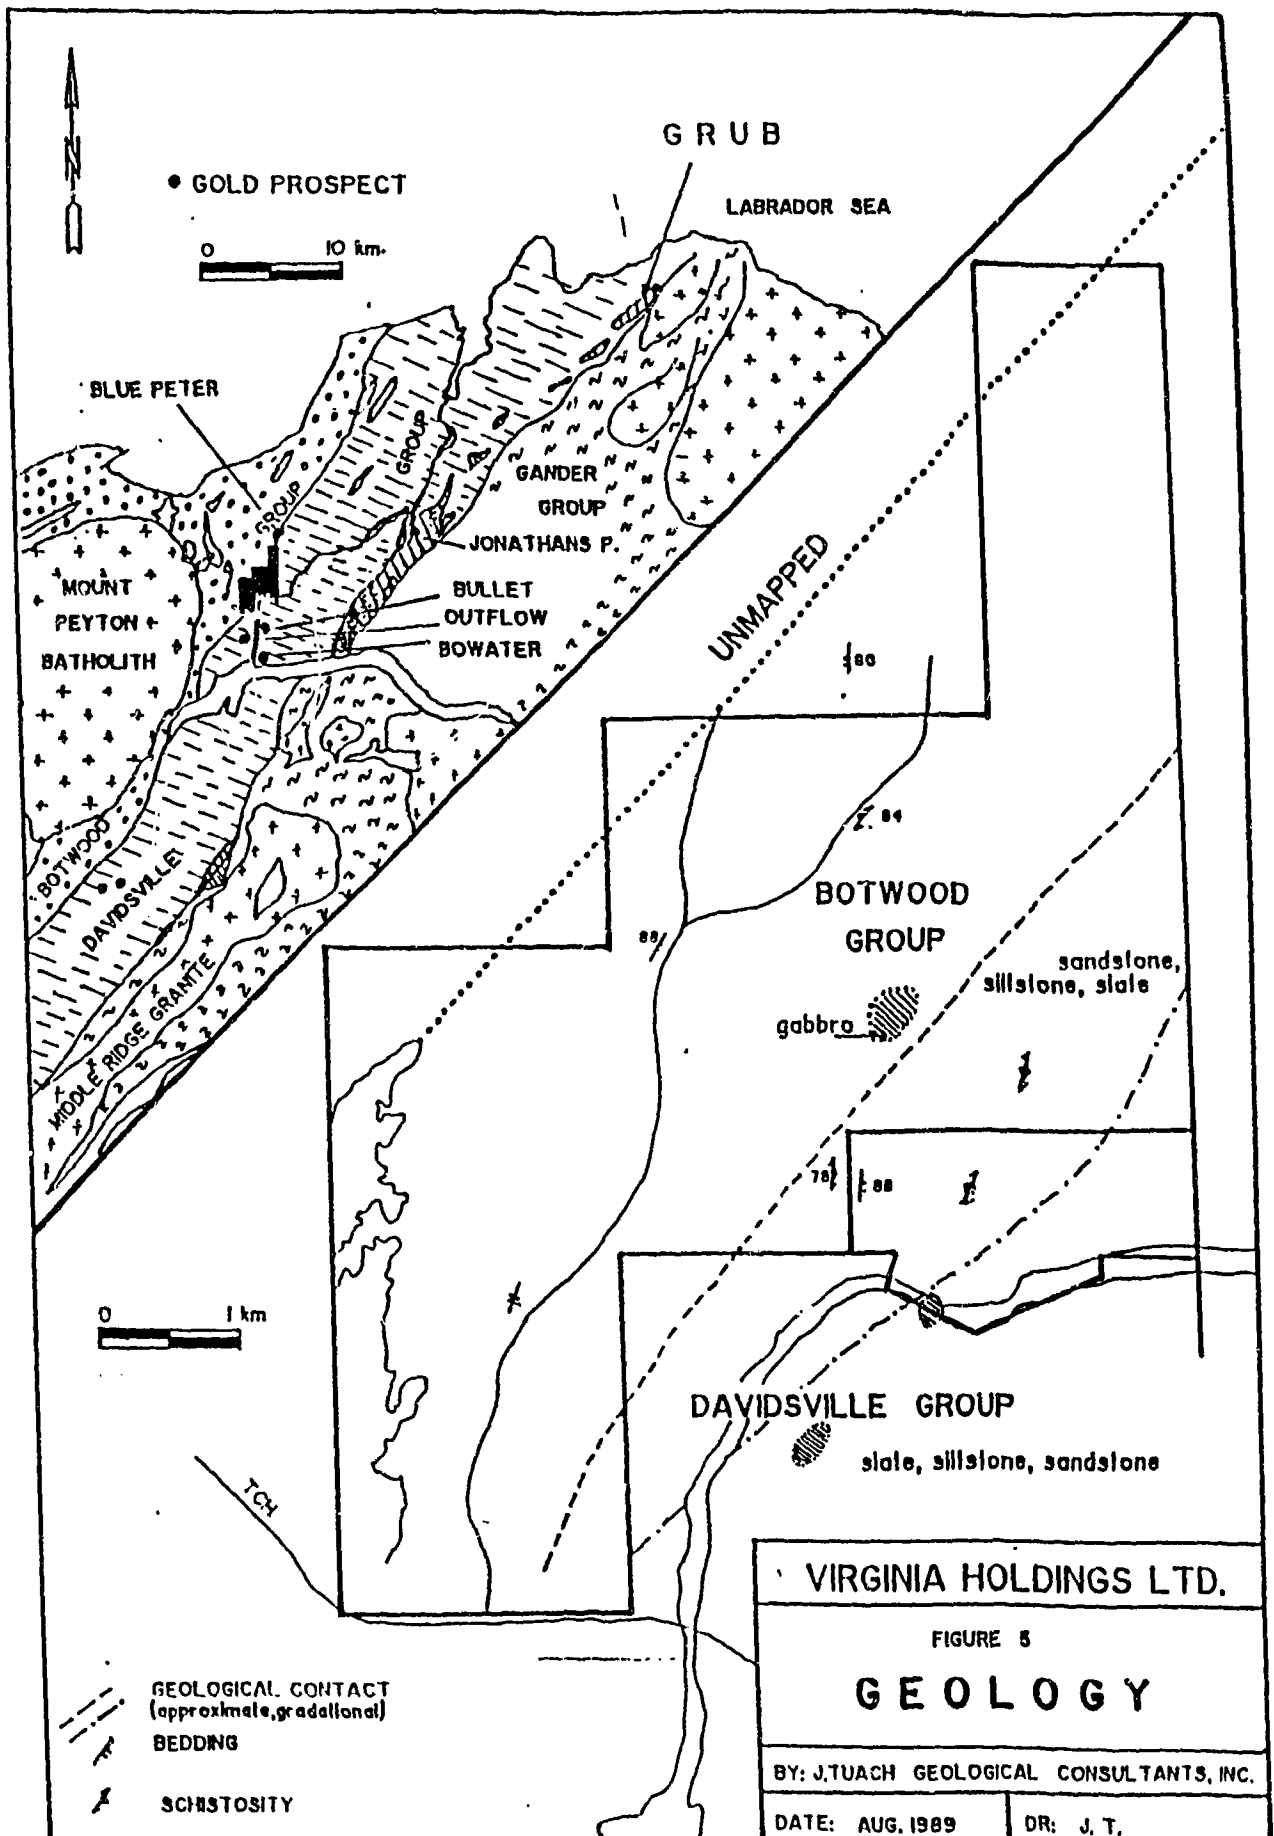 GRUB
GOLD PROSPECT
LABRADOR SEA
0 10 km.
BLUE PETER
GROUP
GROUP
GANDER
GROUP
JONATHANS P.
MOUNT
PEYTON
BATHOLITH
BULLET
OUTFLOW
BOWATER
UNMAPPED
80
84
BOTWOOD
DAVIDSVILLE
MIDDLE RIDGE GRANITE
BOTWOOD
GROUP
88
sandstone,
siltstone, slate
gabbro
78
88
0 1 km
DAVIDSVILLE GROUP
slate, siltstone, sandstone
TCH
VIRGINIA HOLDINGS LTD.
FIGURE 5
GEOLOGY
GEOLOGICAL CONTACT
(approximate, gradational)
BEDDING
SCHISTOSITY
BY: J. TUACH GEOLOGICAL CONSULTANTS, INC.
DATE: AUG. 1989 DR: J. T.